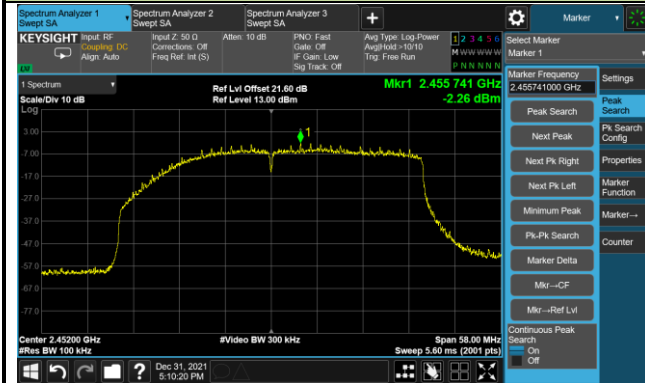 Spectrum Analyzer 1
Swept SA
Spectrum Analyzer 2
Swept SA
Spectrum Analyzer 3
Swept SA
+
Marker
KEYSIGHT
Input: RF
Coupling: DC
Align: Auto
Input Z: 50 Ω
Corrections: Off
Freq Ref: Int (S)
Atten: 10 dB
PNO: Fast
Gate: Off
IF Gain: Low
Sig Track: Off
Avg Type: Log-Power
Avg|Hold:>10/10
Trig: Free Run
1 2 3 4 5 6
M W W W W W
P N N N N N
Select Marker
Marker 1
1 Spectrum
Scale/Div 10 dB
Log
Ref Lvl Offset 21.60 dB
Ref Level 13.00 dBm
Mkr1 2.455 741 GHz
-2.26 dBm
1
3.00
-7.00
-17.0
-27.0
-37.0
-47.0
-57.0
-67.0
-77.0
Center 2.45200 GHz
#Res BW 100 kHz
#Video BW 300 kHz
Span 58.00 MHz
Sweep 5.60 ms (2001 pts)
Marker Frequency
2.455741000 GHz
Peak Search
Next Peak
Next Pk Right
Next Pk Left
Minimum Peak
Pk-Pk Search
Marker Delta
Mkr→CF
Mkr→Ref Lvl
Continuous Peak
Search
On
Off
Settings
Peak
Search
Pk Search
Config
Properties
Marker
Function
Marker→
Counter
?
Dec 31, 2021
5:10:20 PM